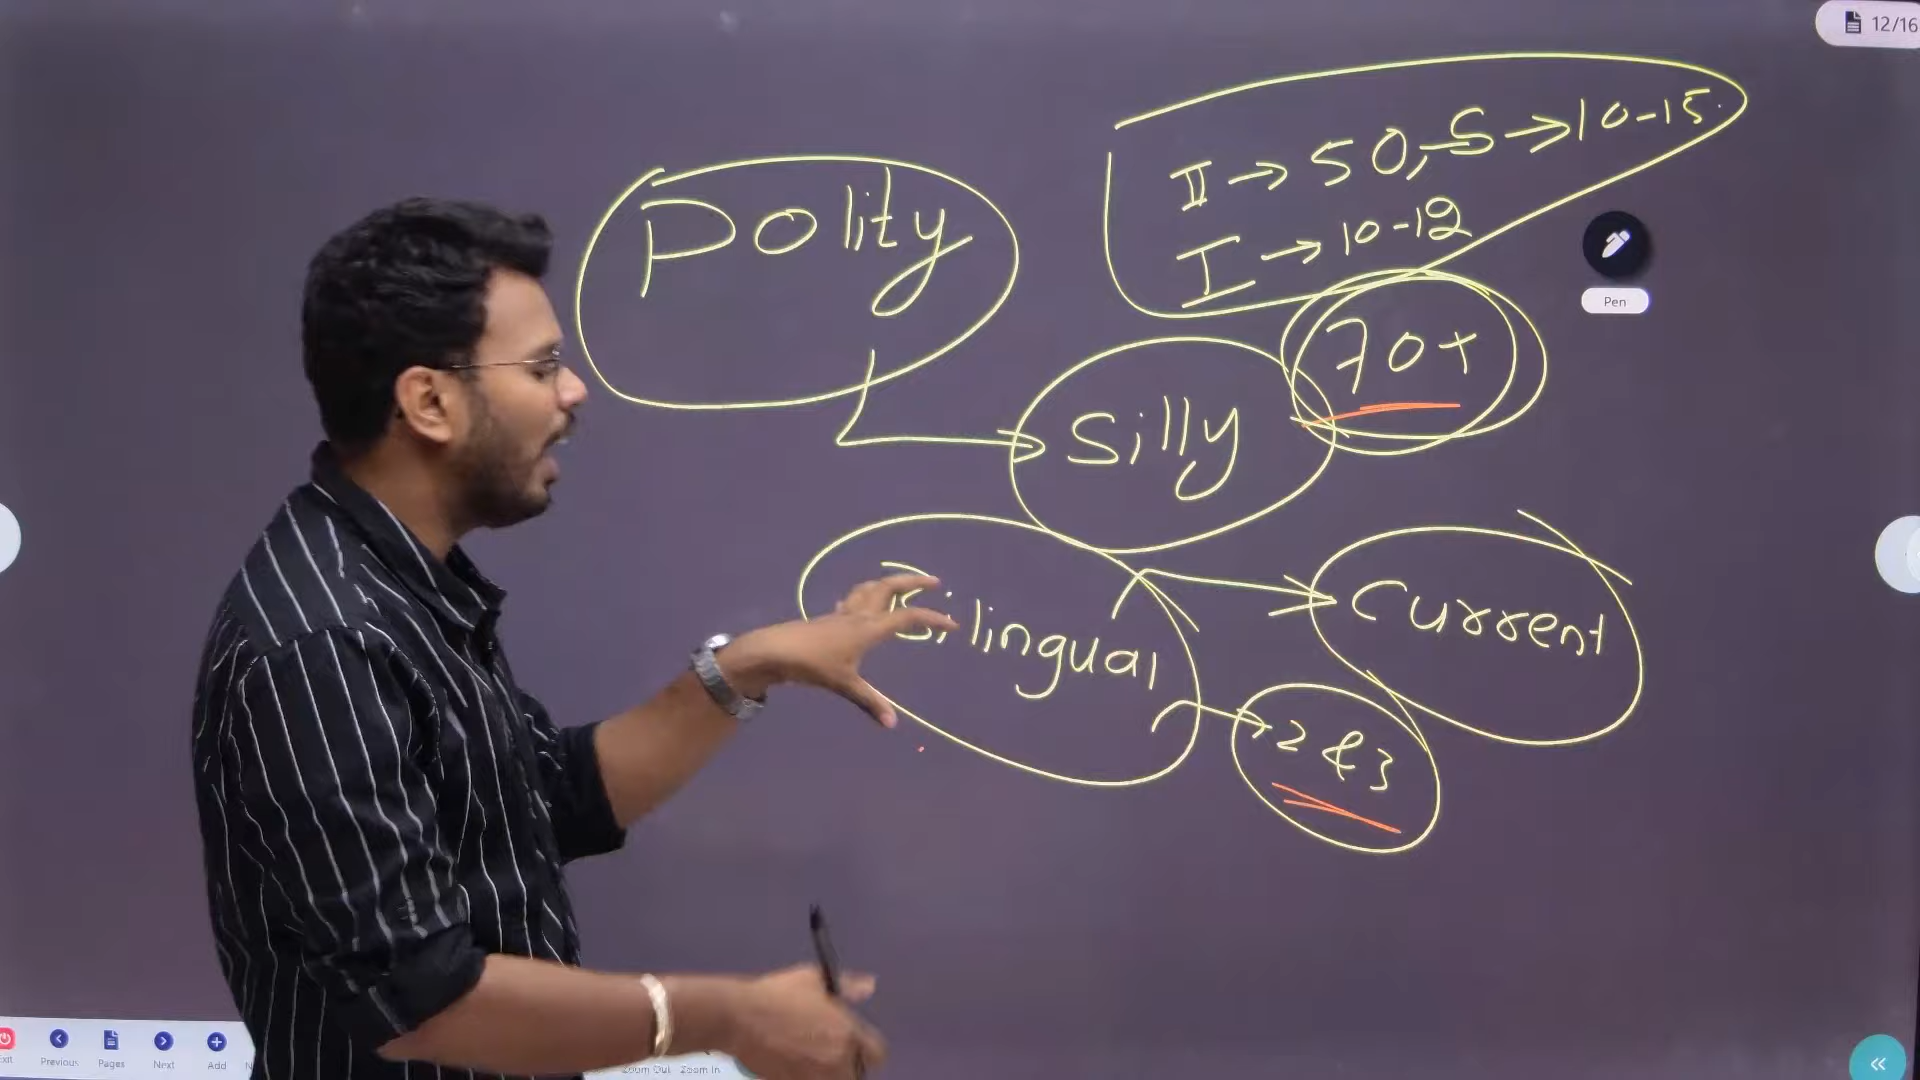 12/16
II → 50, S → 10-15
Polity
I → 10-12
Pen
70+
Silly
Bilingual
Current
2 & 3
Previous
Pages
Next
Add
Zoom Out
Zoom In